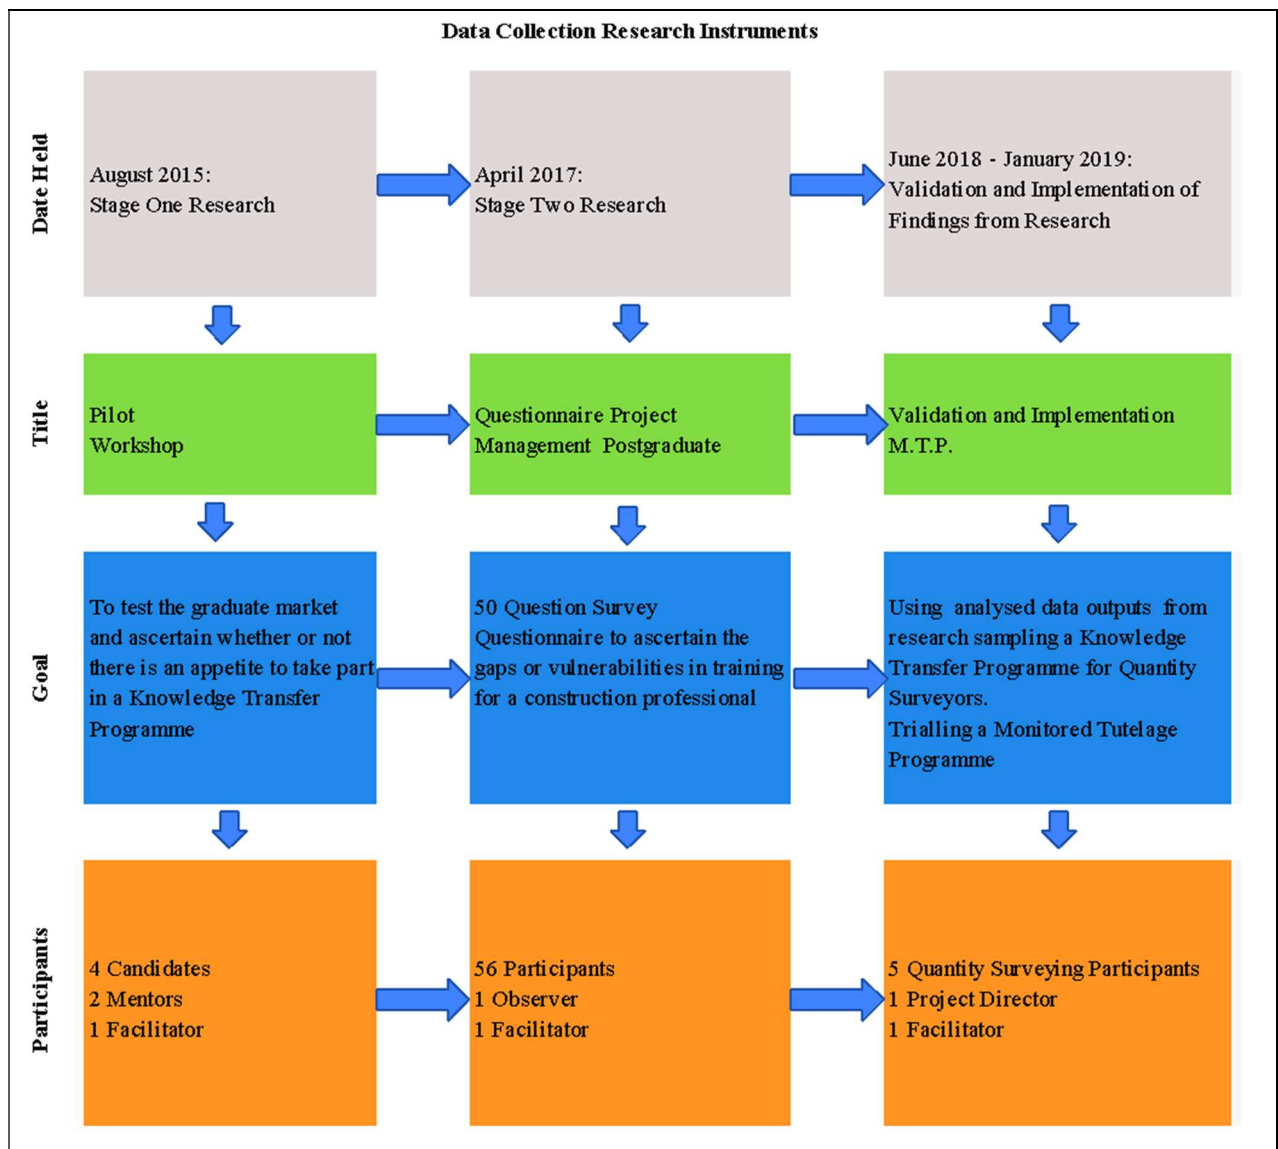 Data Collection Research Instruments
Date Held
August 2015:
Stage One Research
April 2017:
Stage Two Research
June 2018 - January 2019:
Validation and Implementation of
Findings from Research
Title
Pilot
Workshop
Questionnaire Project
Management Postgraduate
Validation and Implementation
M.T.P.
Goal
To test the graduate market
and ascertain whether or not
there is an appetite to take part
in a Knowledge Transfer
Programme
50 Question Survey
Questionnaire to ascertain the
gaps or vulnerabilities in training
for a construction professional
Using analysed data outputs from
research sampling a Knowledge
Transfer Programme for Quantity
Surveyors.
Trialling a Monitored Tutelage
Programme
Participants
4 Candidates
2 Mentors
1 Facilitator
56 Participants
1 Observer
1 Facilitator
5 Quantity Surveying Participants
1 Project Director
1 Facilitator